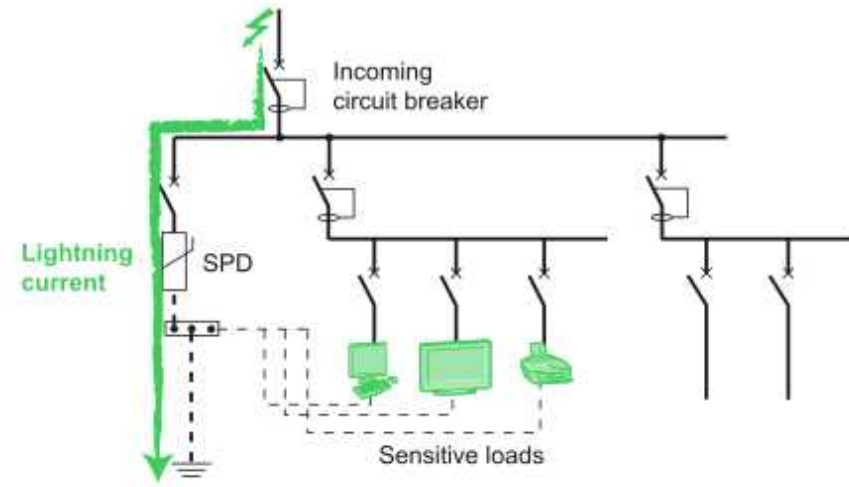 Incoming
circuit breaker
Lightning
current
SPD
Sensitive loads